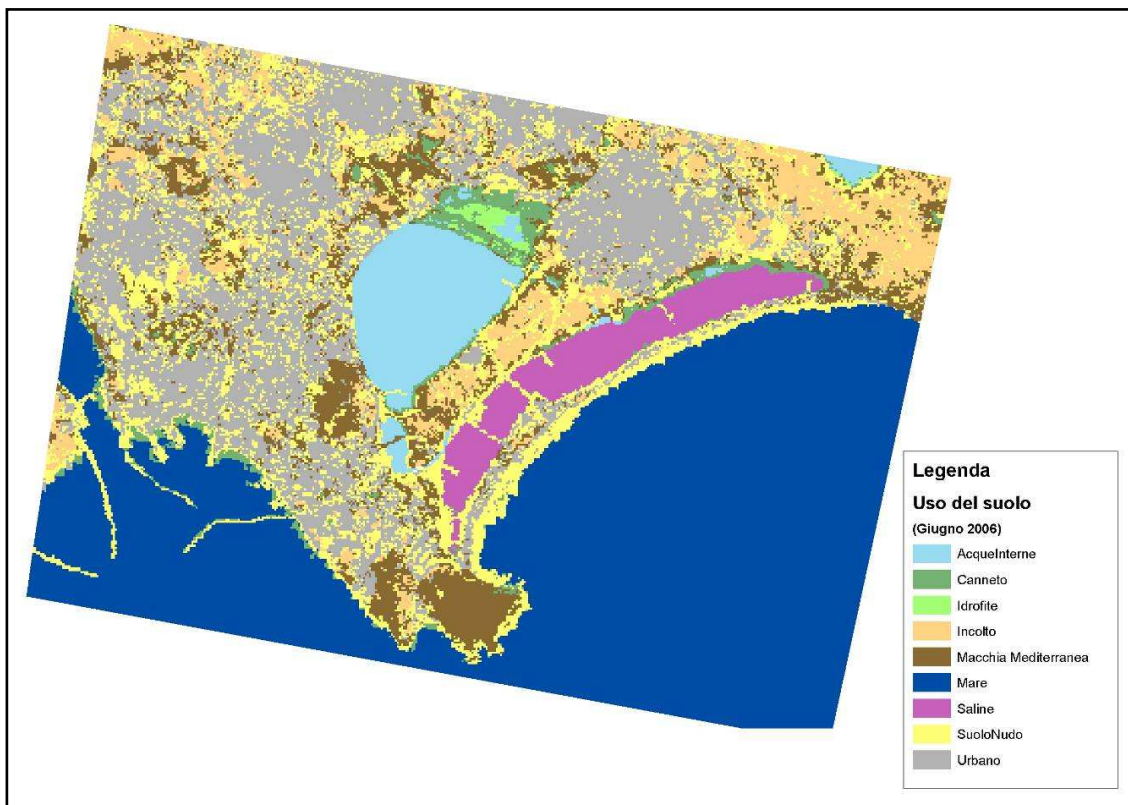 Legenda
Uso del suolo
(Giugno 2006)
AcqueInterne
Canneto
Idrofite
Incolto
Macchia Mediterranea
Mare
Saline
SuoloNudo
Urbano